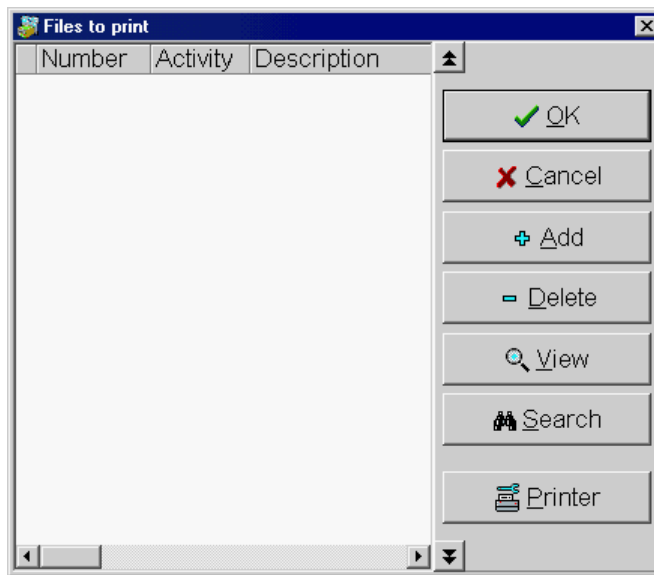 Files to print
Number Activity Description
OK
Cancel
Add
Delete
View
Search
Printer